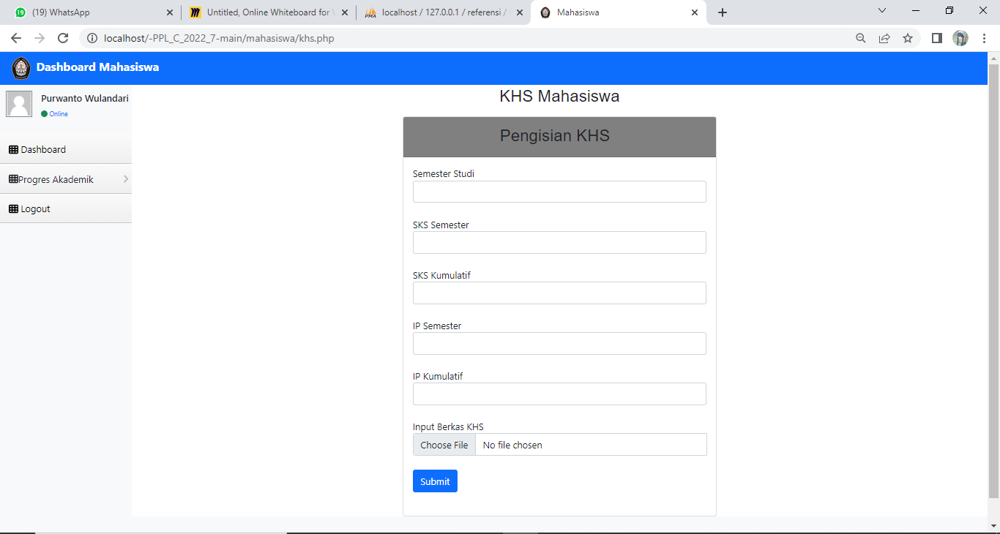 (19) WhatsApp
Untitled, Online Whiteboard for
localhost / 127.0.0.1 / referensi /
Mahasiswa
localhost/-PPL_C_2022_7-main/mahasiswa/khs.php
Dashboard Mahasiswa
Purwanto Wulandari
Online
Dashboard
Progres Akademik
Logout
KHS Mahasiswa
Pengisian KHS
Semester Studi
SKS Semester
SKS Kumulatif
IP Semester
IP Kumulatif
Input Berkas KHS
Choose File No file chosen
Submit